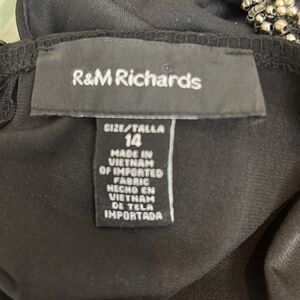 R&M Richards
SIZE/TALLA
14
MADE IN
VIETNAM
OF IMPORTED
FABRIC
HECHO EN
VIETNAM
DE TELA
IMPORTADA